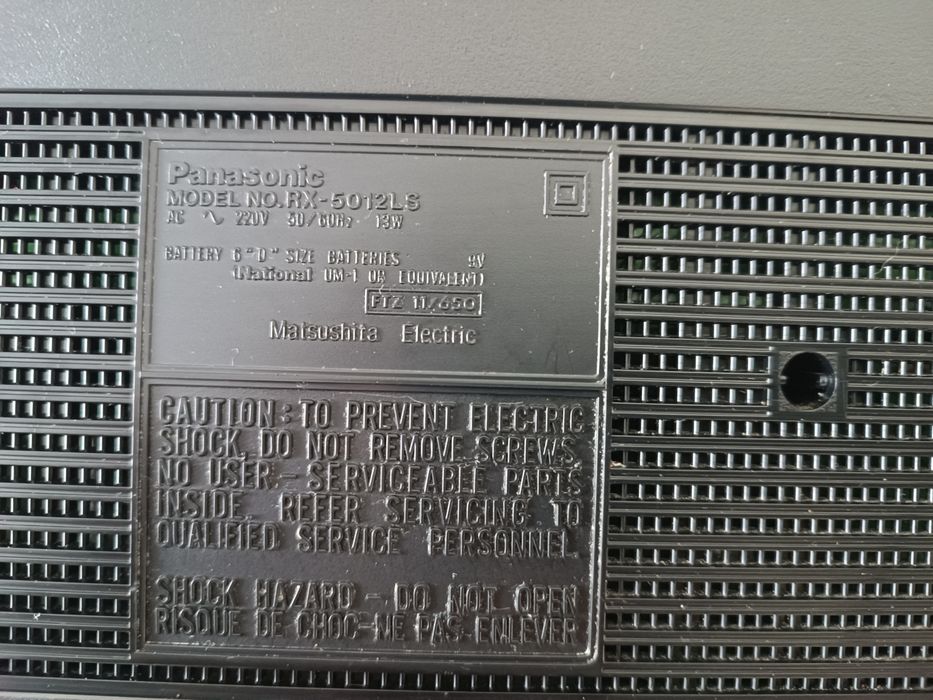 Panasonic
MODEL NO. RX-5012LS
AC ∿ 220V 50/60Hz 13W
BATTERY 6 "D" SIZE BATTERIES 9V
(National UM-1 OR EQUIVALENT)
FTZ 11/650
Matsushita Electric
CAUTION: TO PREVENT ELECTRIC
SHOCK, DO NOT REMOVE SCREWS.
NO USER-SERVICEABLE PARTS
INSIDE. REFER SERVICING TO
QUALIFIED SERVICE PERSONNEL.
SHOCK HAZARD - DO NOT OPEN
RISQUE DE CHOC-NE PAS ENLEVER